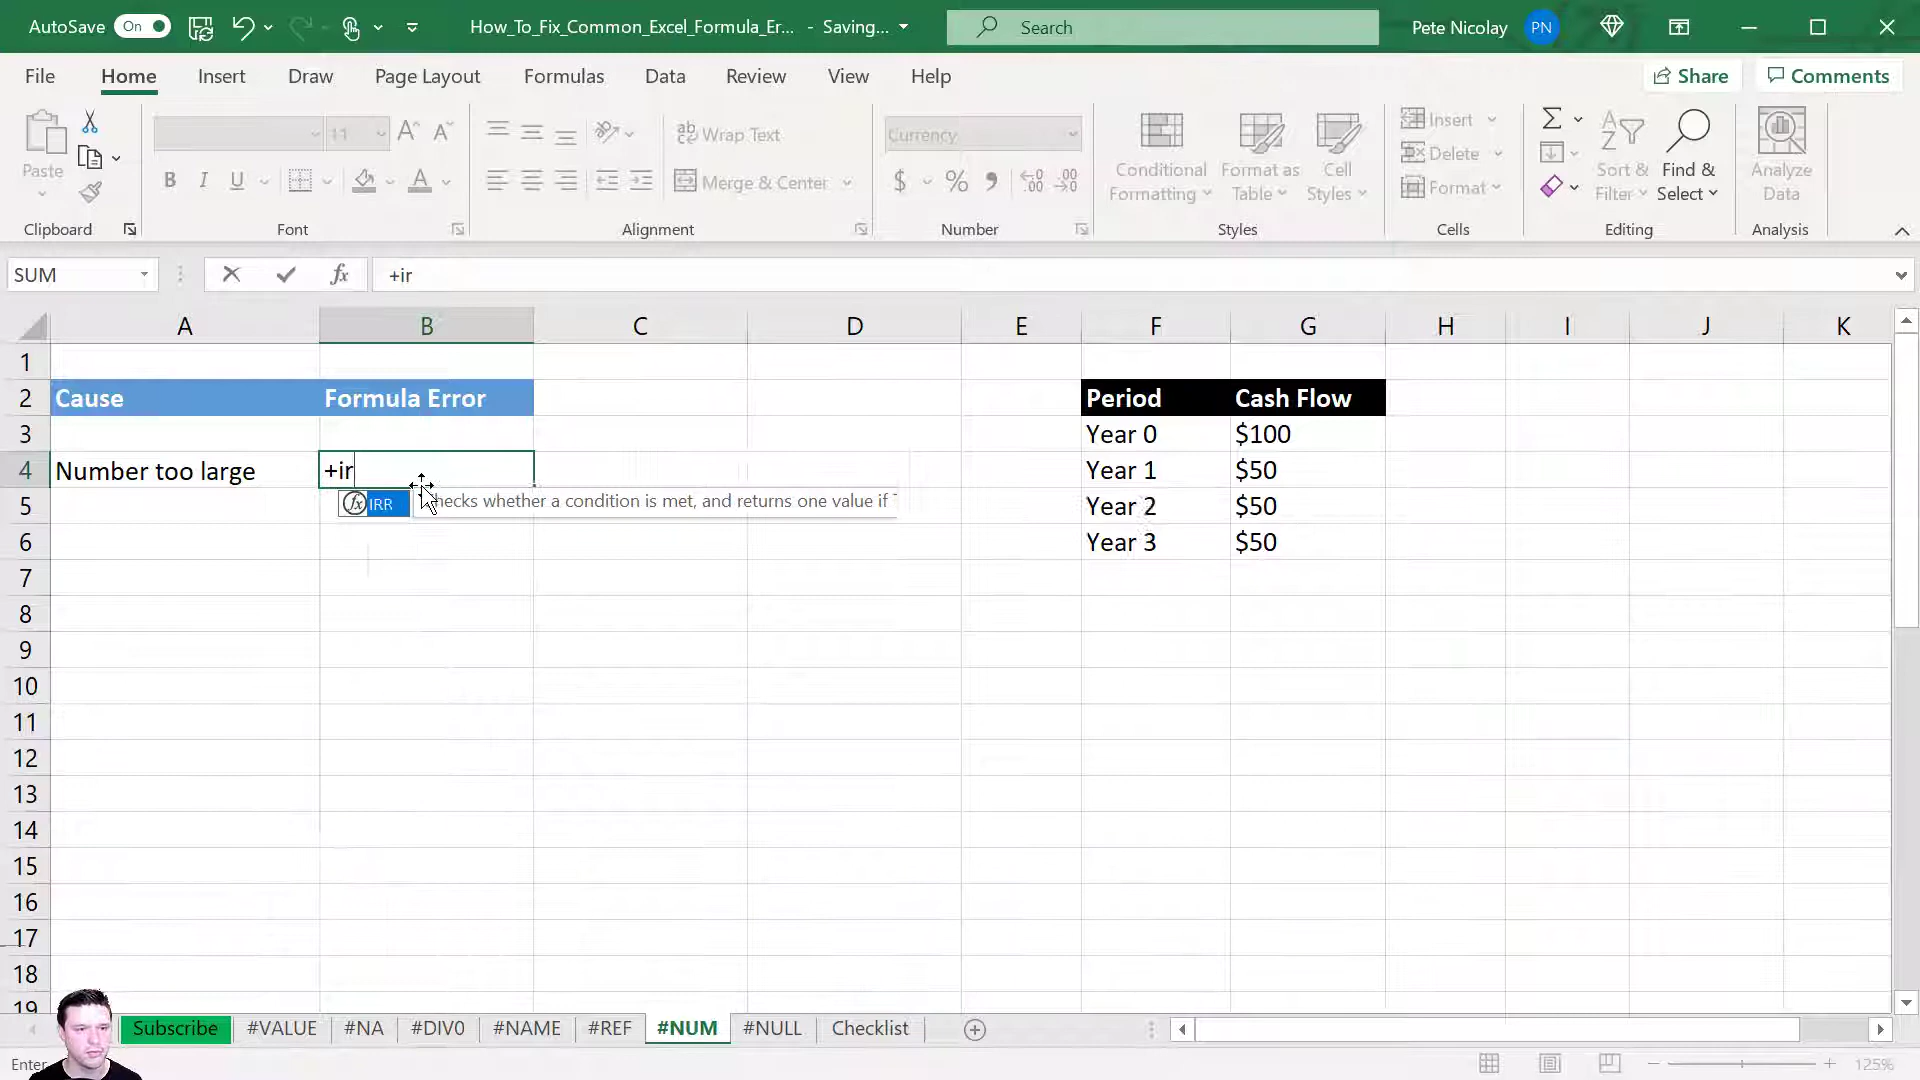 AutoSave On How_To_Fix_Common_Excel_Formula_Er... - Saving... Search Pete Nicolay PN
File Home Insert Draw Page Layout Formulas Data Review View Help Share Comments
Paste
11
Wrap Text
Merge & Center
Currency
Conditional Formatting
Format as Table
Cell Styles
Insert
Delete
Format
Sort & Filter
Find & Select
Analyze Data
Clipboard Font Alignment Number Styles Cells Editing Analysis
SUM fx +ir
A B C D E F G H I J K
1
2 Cause Formula Error Period Cash Flow
3 Year 0 $100
4 Number too large +ir Year 1 $50
5 IRR hecks whether a condition is met, and returns one value if Year 2 $50
6 Year 3 $50
7
8
9
10
11
12
13
14
15
16
17
18
19
Subscribe #VALUE #NA #DIV0 #NAME #REF #NUM #NULL Checklist
Enter 125%